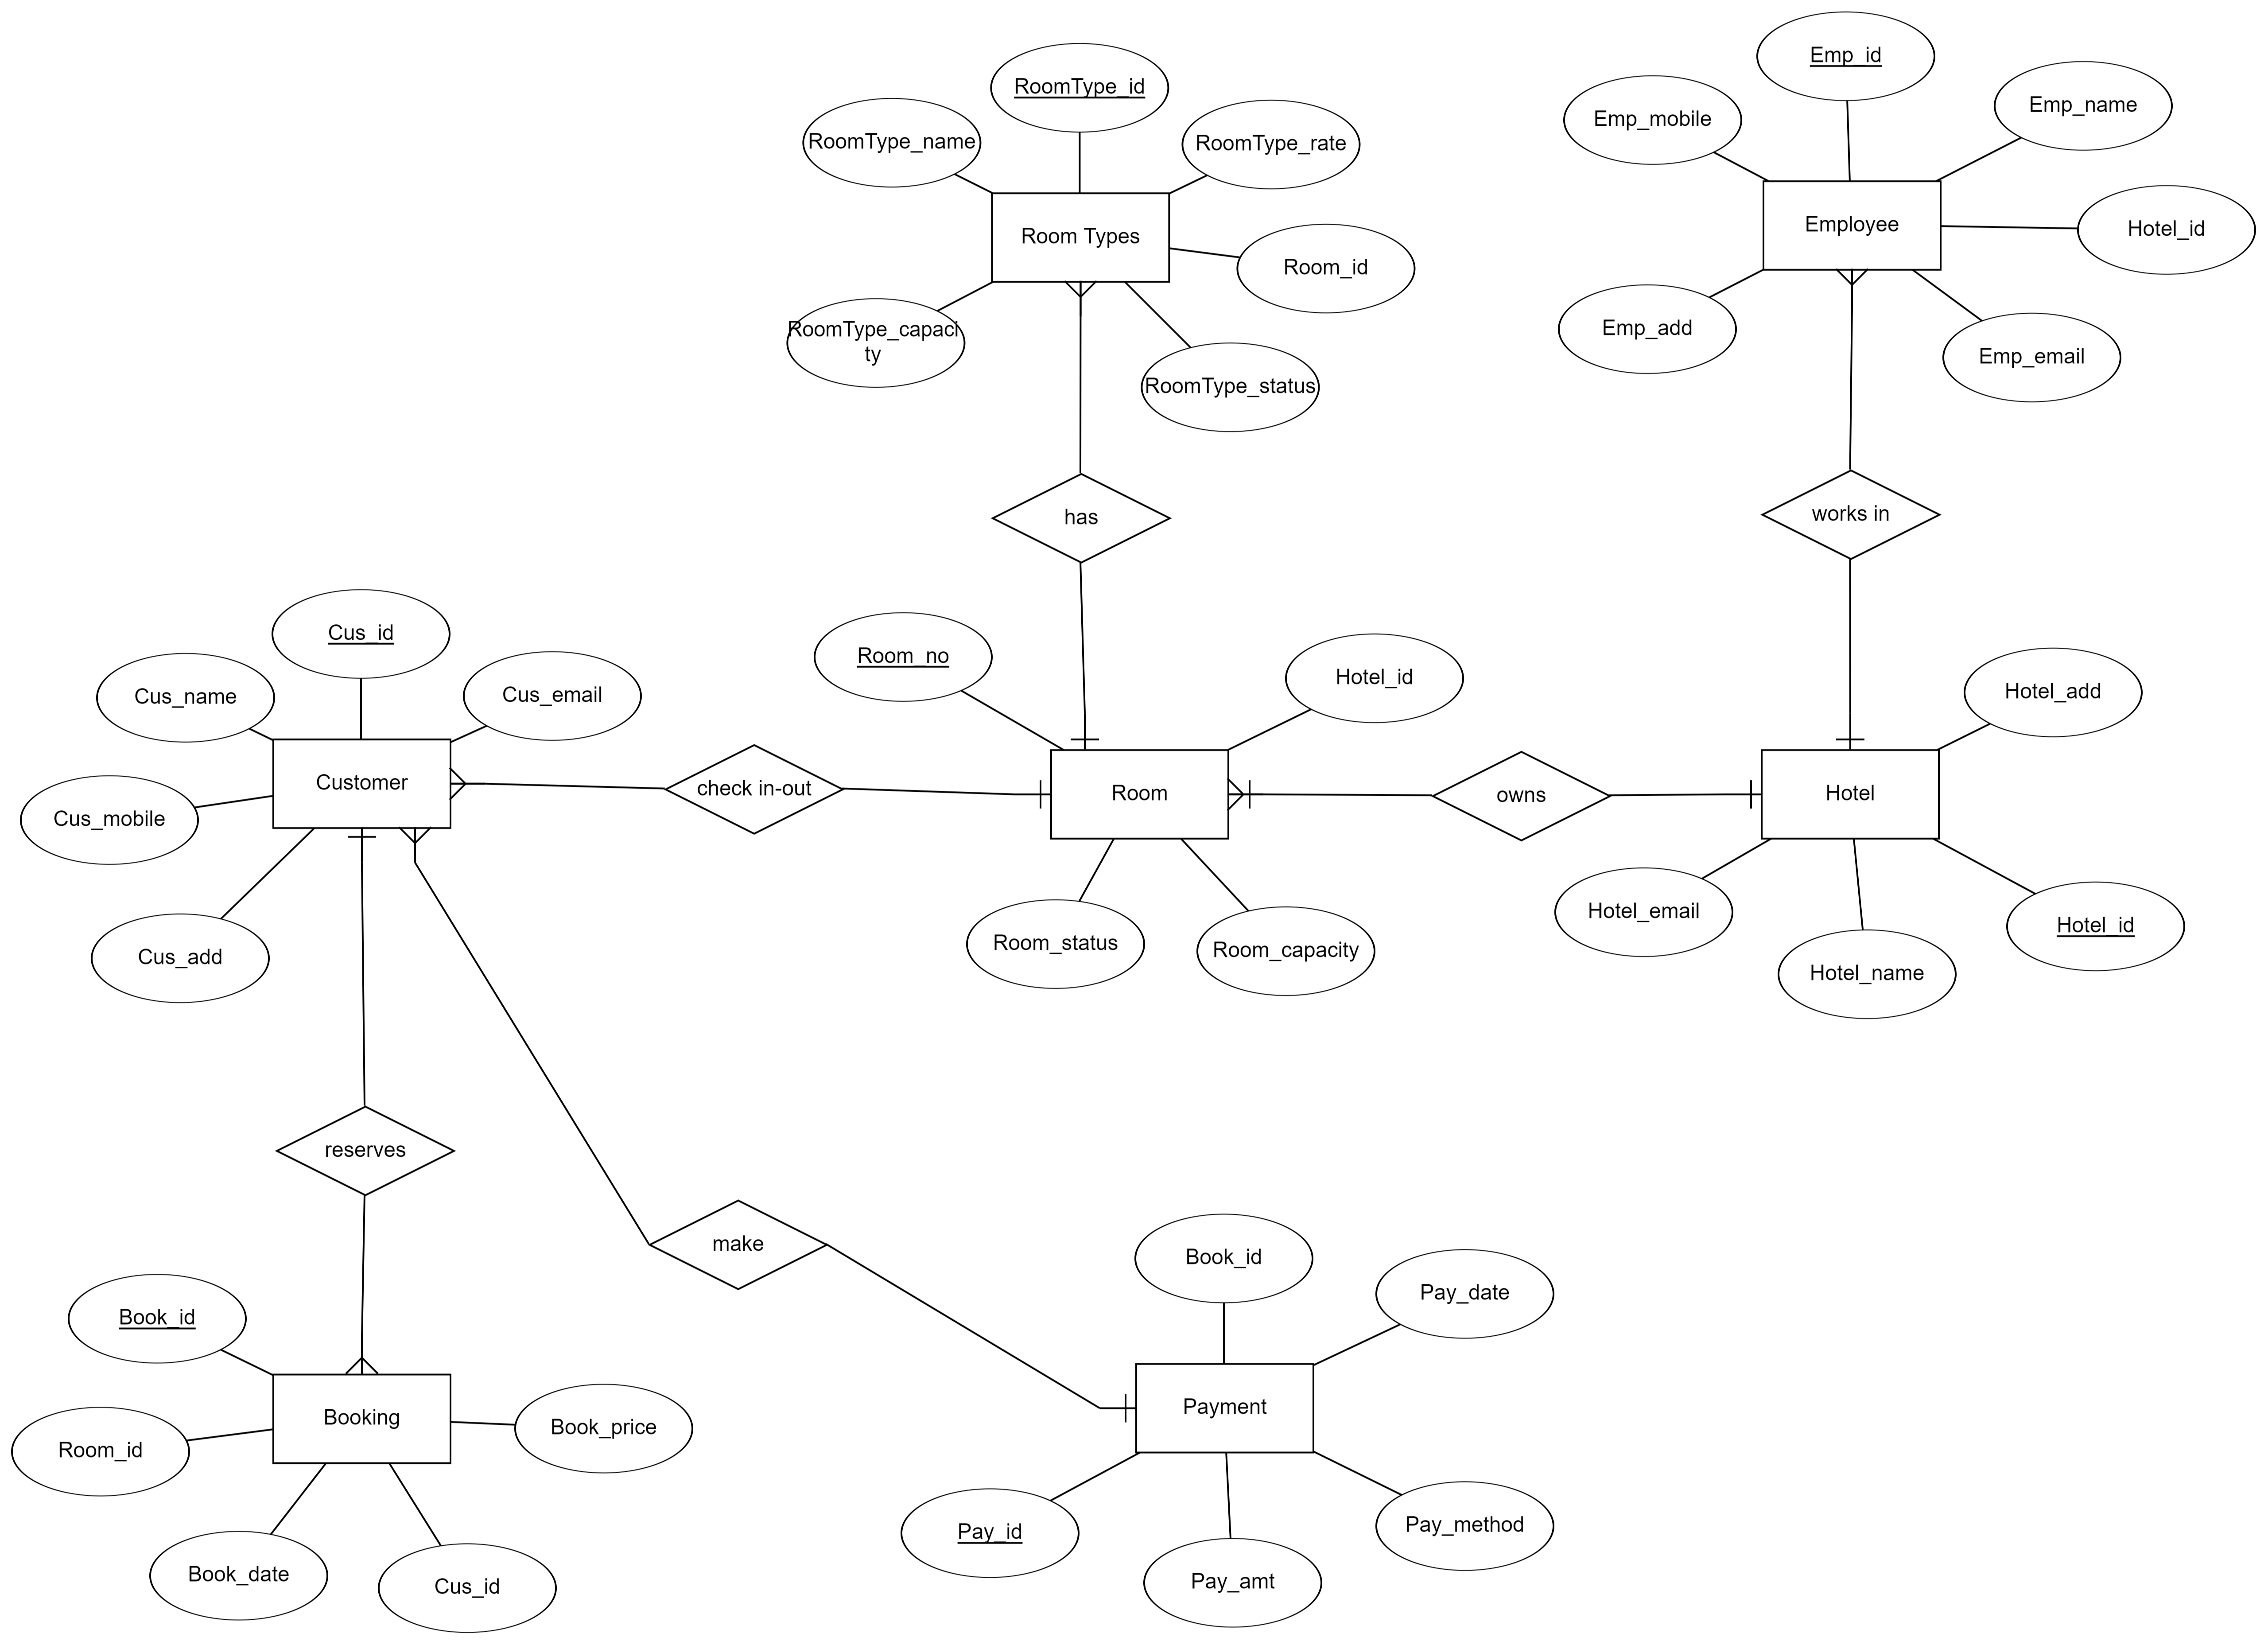 Emp_id
RoomType_id
Emp_name
Emp_mobile
RoomType_name
RoomType_rate
Employee
Hotel_id
Room Types
Room_id
RoomType_capaci
ty
Emp_add
Emp_email
RoomType_status
has
works in
Cus_id
Room_no
Hotel_id
Hotel_add
Cus_name
Cus_email
Customer
check in-out
Room
owns
Hotel
Cus_mobile
Hotel_email
Hotel_id
Room_status
Room_capacity
Cus_add
Hotel_name
reserves
make
Book_id
Pay_date
Book_id
Payment
Booking
Book_price
Room_id
Pay_id
Pay_method
Book_date
Cus_id
Pay_amt